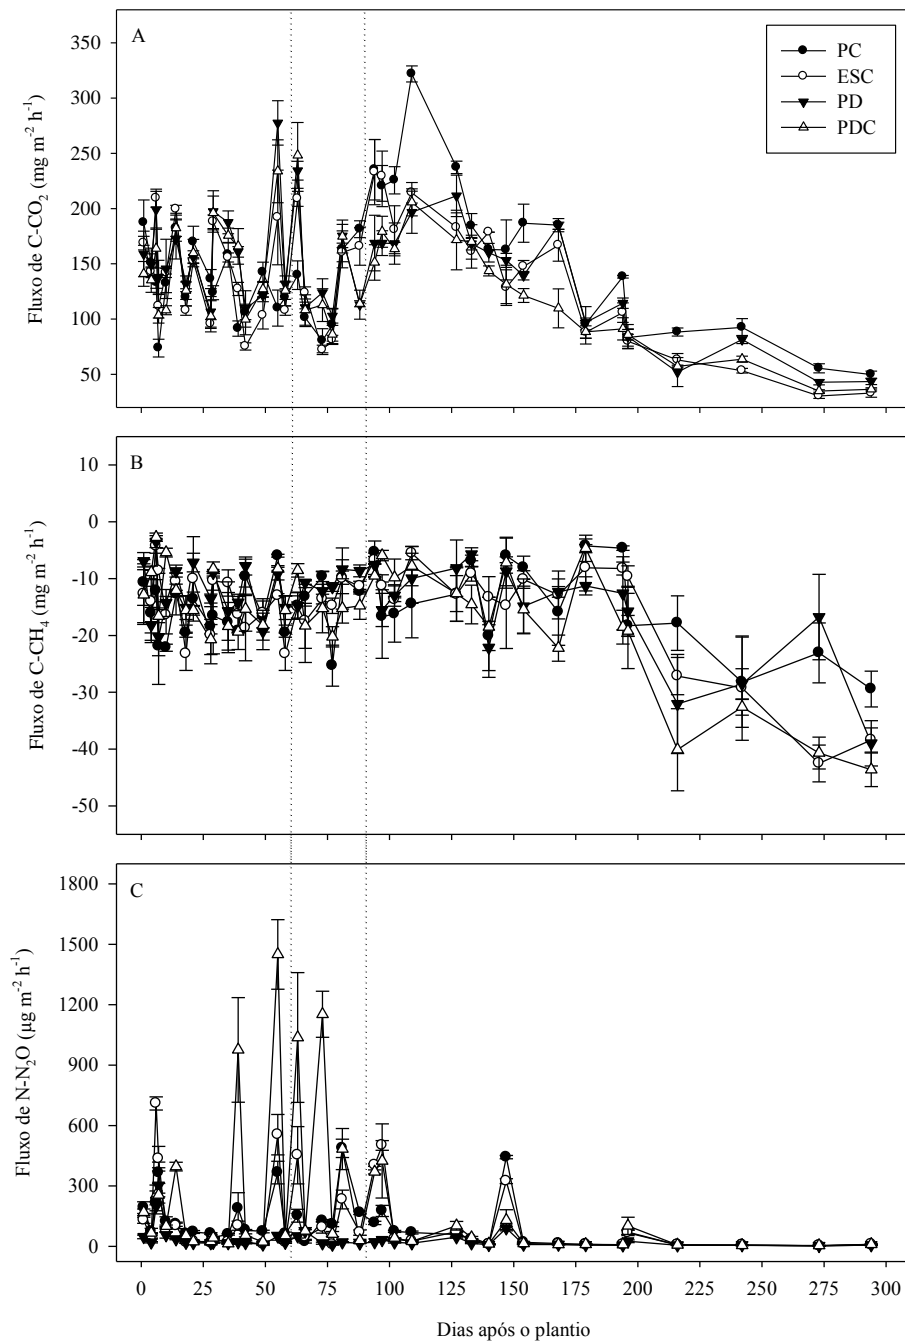 A
350
300
250
200
150
100
50
Fluxo de C-CO₂ (mg m⁻² h⁻¹)
PC
ESC
PD
PDC
B
10
0
-10
-20
-30
-40
-50
Fluxo de C-CH₄ (mg m⁻² h⁻¹)
C
1800
1500
1200
900
600
300
0
Fluxo de N-N₂O (µg m⁻² h⁻¹)
0 25 50 75 100 125 150 175 200 225 250 275 300
Dias após o plantio